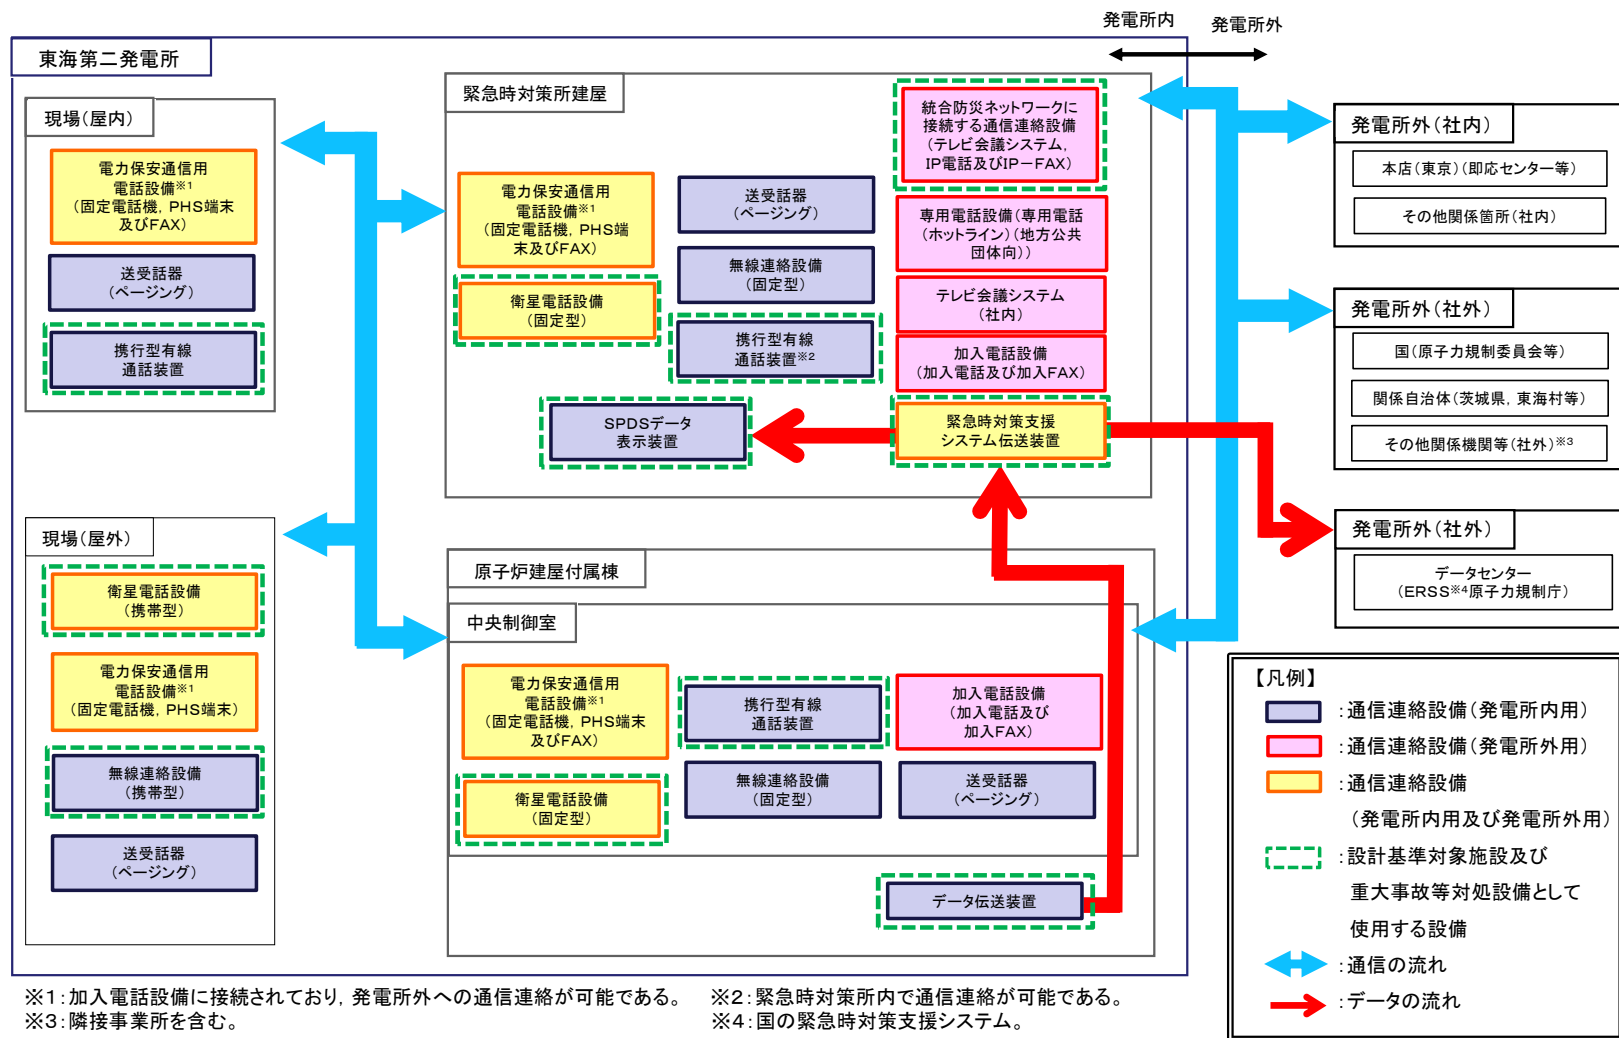 発電所内
発電所外
東海第二発電所
現場(屋内)
電力保安通信用
電話設備※1
(固定電話機, PHS端末
及びFAX)
送受話器
(ページング)
携行型有線
通話装置
緊急時対策所建屋
電力保安通信用
電話設備※1
(固定電話機, PHS端
末及びFAX)
衛星電話設備
(固定型)
送受話器
(ページング)
無線連絡設備
(固定型)
携行型有線
通話装置※2
統合防災ネットワークに
接続する通信連絡設備
(テレビ会議システム,
IP電話及びIP-FAX)
専用電話設備(専用電話
(ホットライン)(地方公共
団体向))
テレビ会議システム
(社内)
加入電話設備
(加入電話及び加入FAX)
SPDSデータ
表示装置
緊急時対策支援
システム伝送装置
発電所外(社内)
本店(東京)(即応センター等)
その他関係箇所(社内)
発電所外(社外)
国(原子力規制委員会等)
関係自治体(茨城県, 東海村等)
その他関係機関等(社外)※3
発電所外(社外)
データセンター
(ERSS※4原子力規制庁)
現場(屋外)
衛星電話設備
(携帯型)
電力保安通信用
電話設備※1
(固定電話機, PHS端末)
無線連絡設備
(携帯型)
送受話器
(ページング)
原子炉建屋付属棟
中央制御室
電力保安通信用
電話設備※1
(固定電話機, PHS端末
及びFAX)
衛星電話設備
(固定型)
携行型有線
通話装置
無線連絡設備
(固定型)
加入電話設備
(加入電話及び
加入FAX)
送受話器
(ページング)
データ伝送装置
【凡例】
:通信連絡設備(発電所内用)
:通信連絡設備(発電所外用)
:通信連絡設備
(発電所内用及び発電所外用)
:設計基準対象施設及び
重大事故等対処設備として
使用する設備
:通信の流れ
:データの流れ
※1:加入電話設備に接続されており, 発電所外への通信連絡が可能である。 ※2:緊急時対策所内で通信連絡が可能である。
※3:隣接事業所を含む。 ※4:国の緊急時対策支援システム。